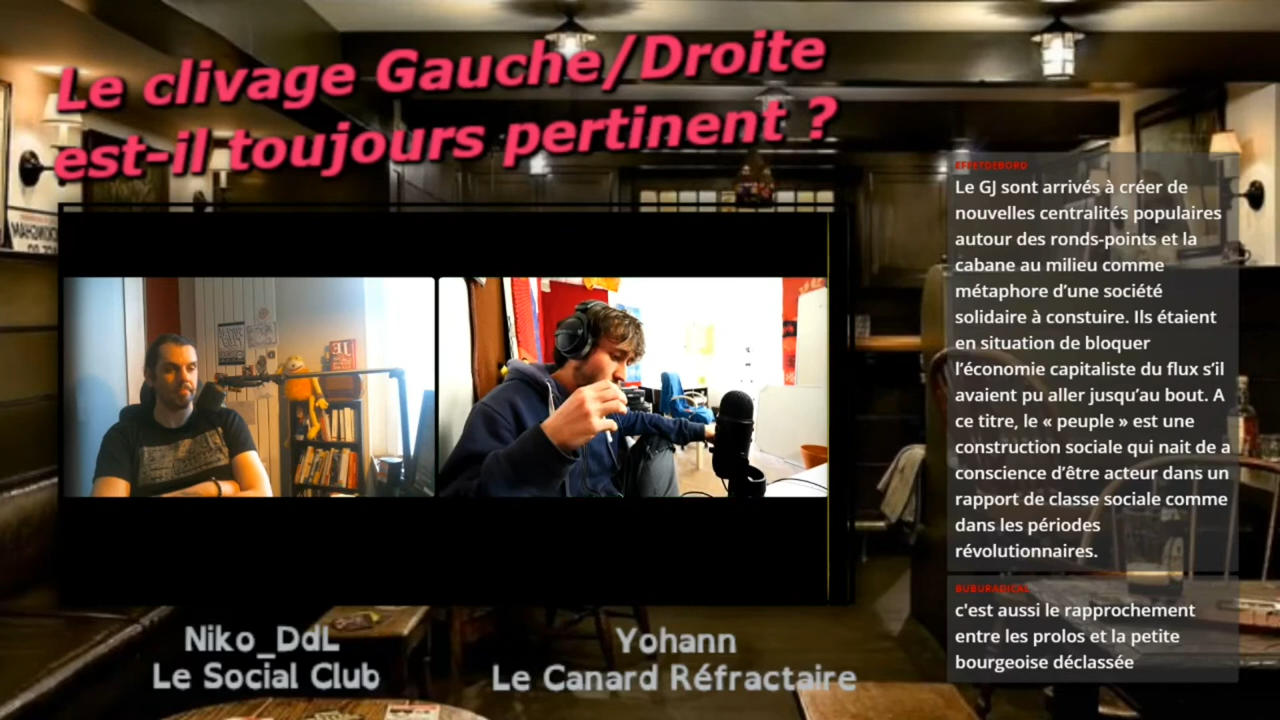 Le clivage Gauche/Droite
est-il toujours pertinent ?
EFFETDEBORD
Le GJ sont arrivés à créer de
nouvelles centralités populaires
autour des ronds-points et la
cabane au milieu comme
métaphore d’une société
solidaire à constuire. Ils étaient
en situation de bloquer
l’économie capitaliste du flux s’il
avaient pu aller jusqu’au bout. A
ce titre, le « peuple » est une
construction sociale qui nait de a
conscience d’être acteur dans un
rapport de classe sociale comme
dans les périodes
révolutionnaires.
BUBURADICAL
c'est aussi le rapprochement
entre les prolos et la petite
bourgeoise déclassée
Niko_DdL
Le Social Club
Yohann
Le Canard Réfractaire